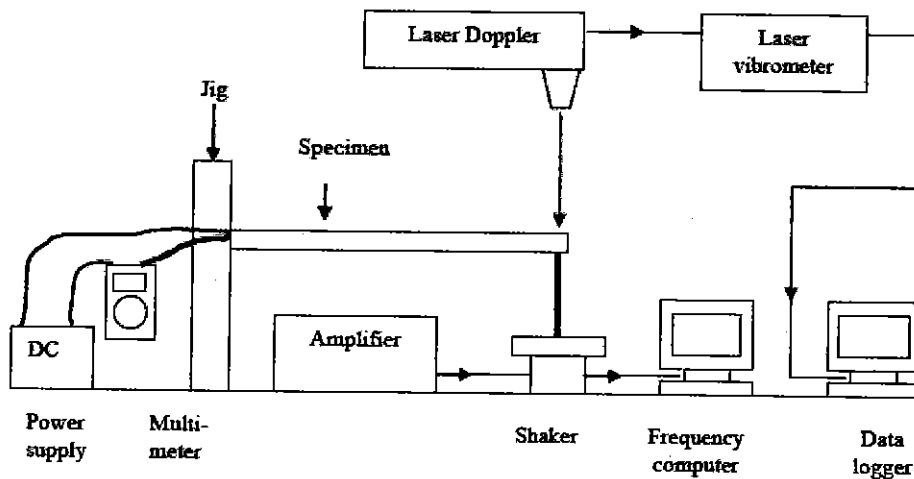 Laser Doppler
Laser
vibrometer
Jig
Specimen
DC
Amplifier
Power
supply
Multi-
meter
Shaker
Frequency
computer
Data
logger